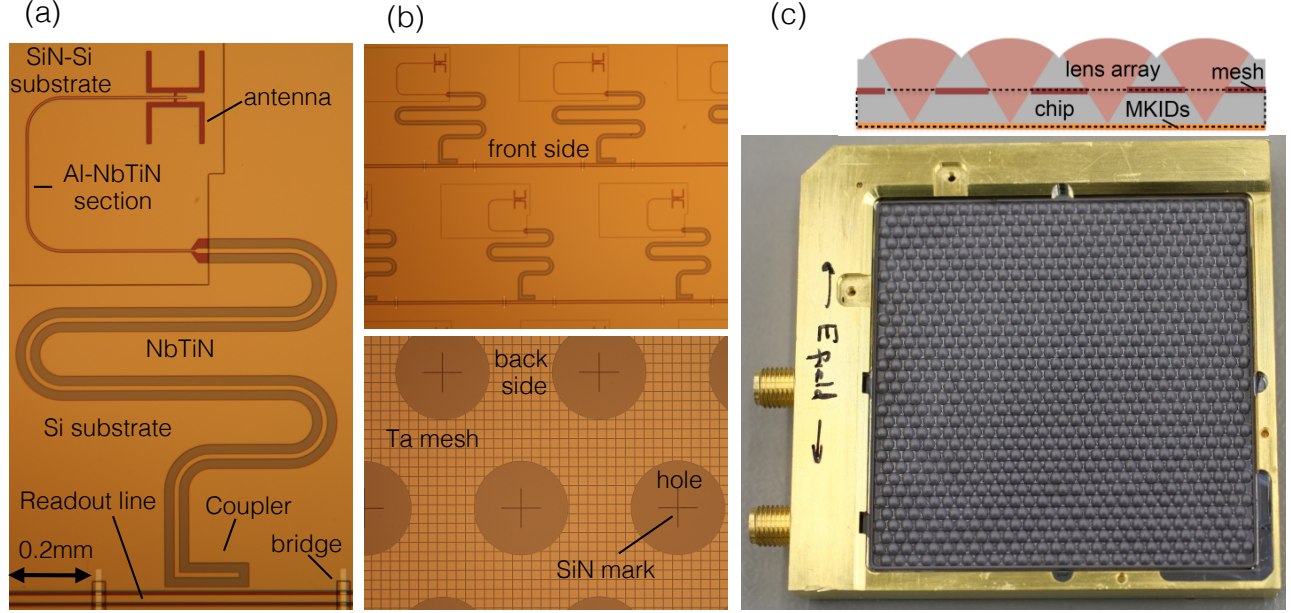 (a)
SiN-Si
substrate
antenna
Al-NbTiN
section
NbTiN
Si substrate
Readout line
Coupler
0.2mm
bridge
(b)
front side
back
side
Ta mesh
hole
SiN mark
(c)
lens array
mesh
chip
MKIDs
← E field →